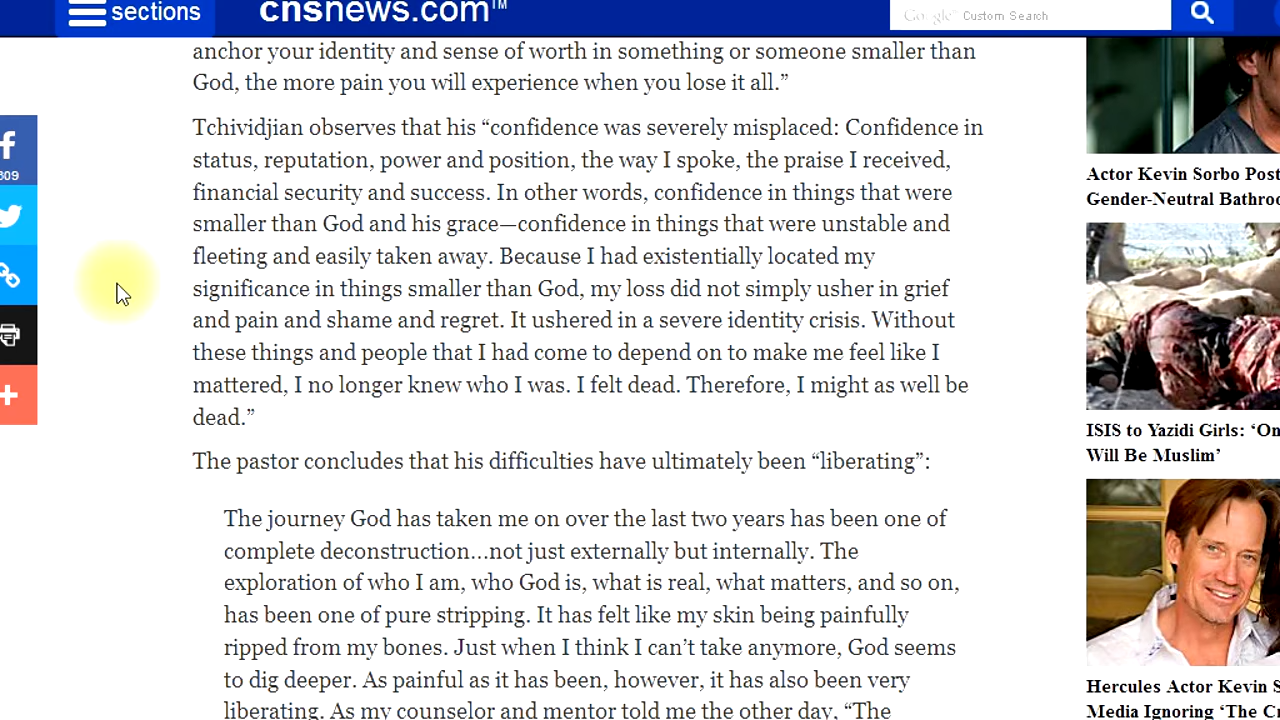 sections
cnsnews.com™
Google Custom Search
anchor your identity and sense of worth in something or someone smaller than
God, the more pain you will experience when you lose it all.”
Tchividjian observes that his “confidence was severely misplaced: Confidence in
status, reputation, power and position, the way I spoke, the praise I received,
financial security and success. In other words, confidence in things that were
smaller than God and his grace—confidence in things that were unstable and
fleeting and easily taken away. Because I had existentially located my
significance in things smaller than God, my loss did not simply usher in grief
and pain and shame and regret. It ushered in a severe identity crisis. Without
these things and people that I had come to depend on to make me feel like I
mattered, I no longer knew who I was. I felt dead. Therefore, I might as well be
dead.”
The pastor concludes that his difficulties have ultimately been “liberating”:
The journey God has taken me on over the last two years has been one of
complete deconstruction…not just externally but internally. The
exploration of who I am, who God is, what is real, what matters, and so on,
has been one of pure stripping. It has felt like my skin being painfully
ripped from my bones. Just when I think I can’t take anymore, God seems
to dig deeper. As painful as it has been, however, it has also been very
liberating. As my counselor and mentor told me the other day, “The
Actor Kevin Sorbo Post
Gender-Neutral Bathroo
ISIS to Yazidi Girls: ‘On
Will Be Muslim’
Hercules Actor Kevin S
Media Ignoring ‘The Cr